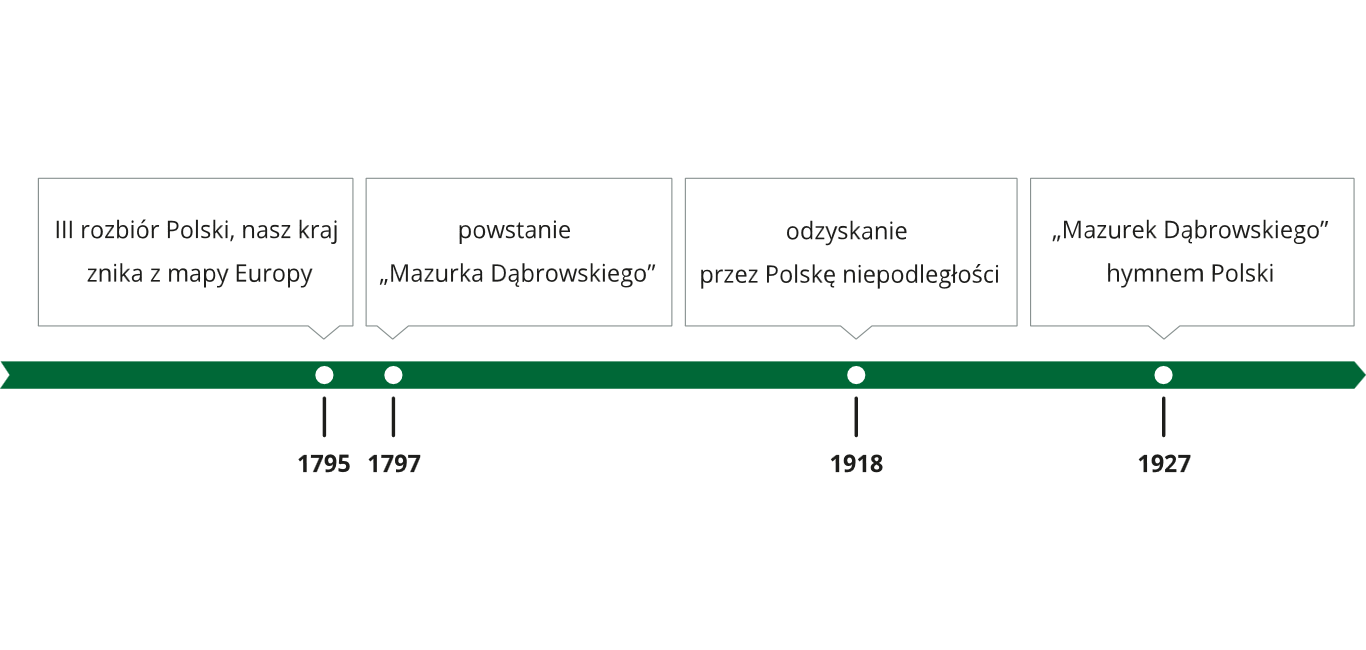 III rozbiór Polski, nasz kraj
znika z mapy Europy
powstanie
„Mazurka Dąbrowskiego”
odzyskanie
przez Polskę niepodległości
„Mazurek Dąbrowskiego”
hymnem Polski
1795
1797
1918
1927